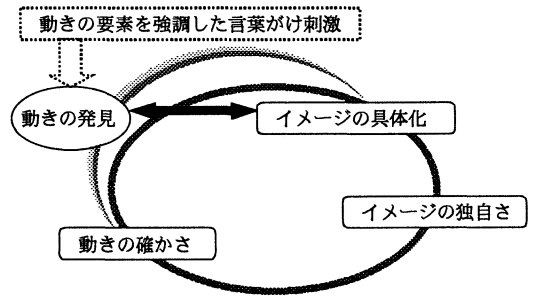 動きの要素を強調した言葉がけ刺激
動きの発見
イメージの具体化
イメージの独自さ
動きの確かさ